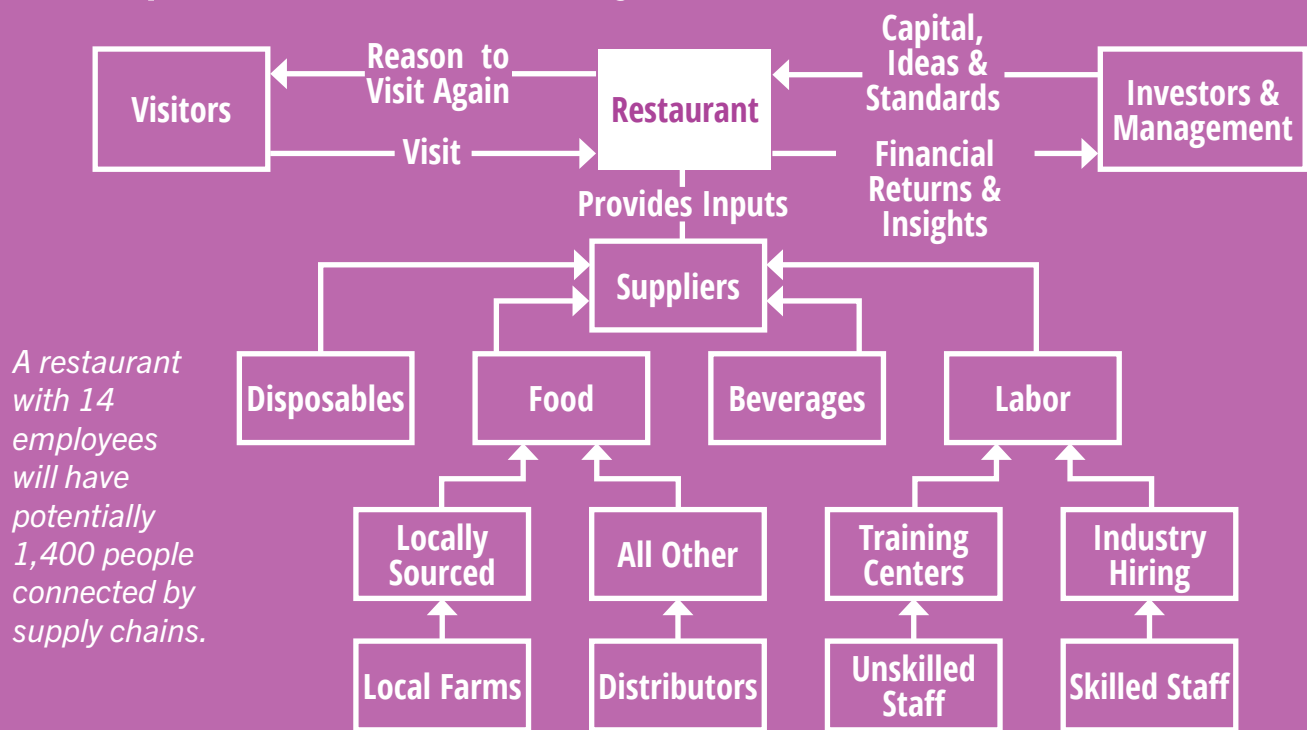 Capital,
Ideas &
Standards
Reason to
Visit Again
Visitors
Restaurant
Investors &
Management
Visit
Financial
Returns &
Insights
Provides Inputs
Suppliers
A restaurant
with 14
employees
will have
potentially
1,400 people
connected by
supply chains.
Disposables
Food
Beverages
Labor
Locally
Sourced
All Other
Training
Centers
Industry
Hiring
Local Farms
Distributors
Unskilled
Staff
Skilled Staff